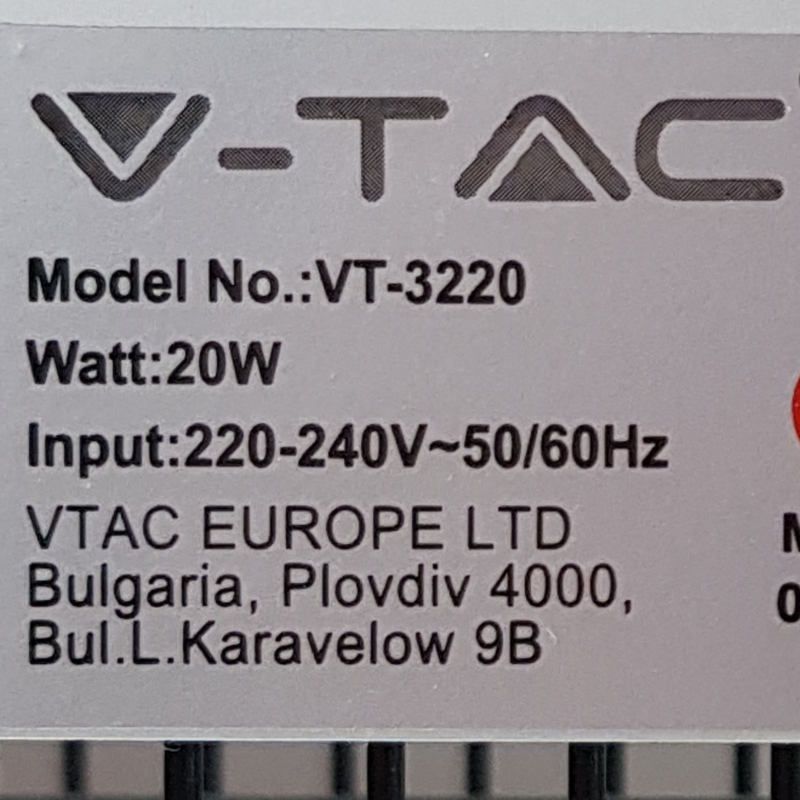 V-TAC
Model No.:VT-3220
Watt:20W
Input:220-240V~50/60Hz
VTAC EUROPE LTD
Bulgaria, Plovdiv 4000,
Bul.L.Karavelow 9B